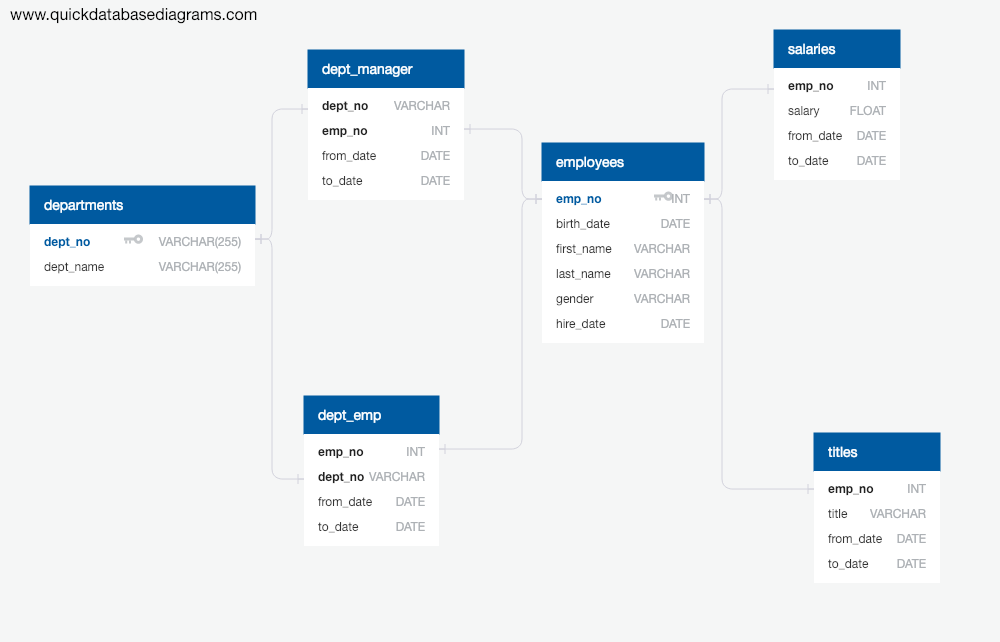 www.quickdatabasediagrams.com
departments
dept_no VARCHAR(255)
dept_name VARCHAR(255)
dept_manager
dept_no VARCHAR
emp_no INT
from_date DATE
to_date DATE
dept_emp
emp_no INT
dept_no VARCHAR
from_date DATE
to_date DATE
employees
emp_no INT
birth_date DATE
first_name VARCHAR
last_name VARCHAR
gender VARCHAR
hire_date DATE
salaries
emp_no INT
salary FLOAT
from_date DATE
to_date DATE
titles
emp_no INT
title VARCHAR
from_date DATE
to_date DATE